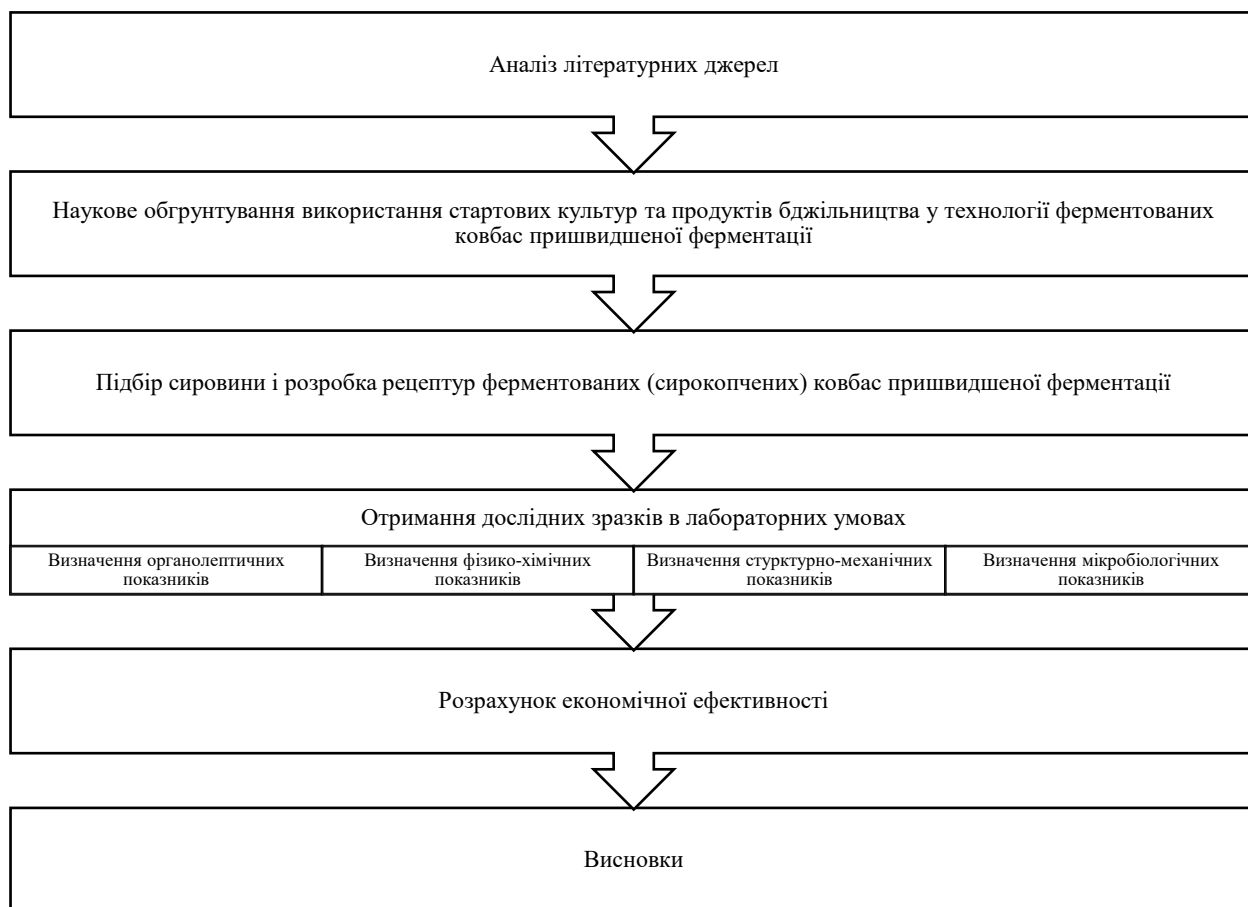 Аналіз літературних джерел
Наукове обгрунтування використання стартових культур та продуктів бджільництва у технології ферментованих
ковбас пришвидшеної ферментації
Підбір сировини і розробка рецептур ферментованих (сирокопчених) ковбас пришвидшеної ферментації
Отримання дослідних зразків в лабораторних умовах
Визначення органолептичних
показників
Визначення фізико-хімічних
показників
Визначення стурктурно-механічних
показників
Визначення мікробіологічних
показників
Розрахунок економічної ефективності
Висновки